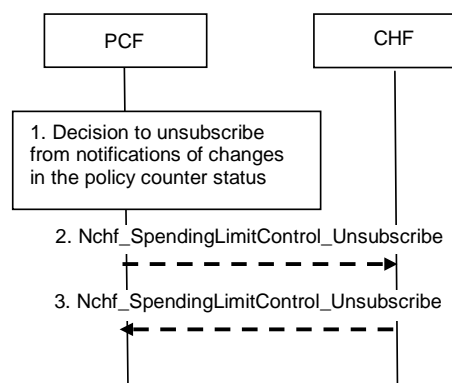 PCF
CHF
1. Decision to unsubscribe
from notifications of changes
in the policy counter status
2. Nchf_SpendingLimitControl_Unsubscribe
3. Nchf_SpendingLimitControl_Unsubscribe